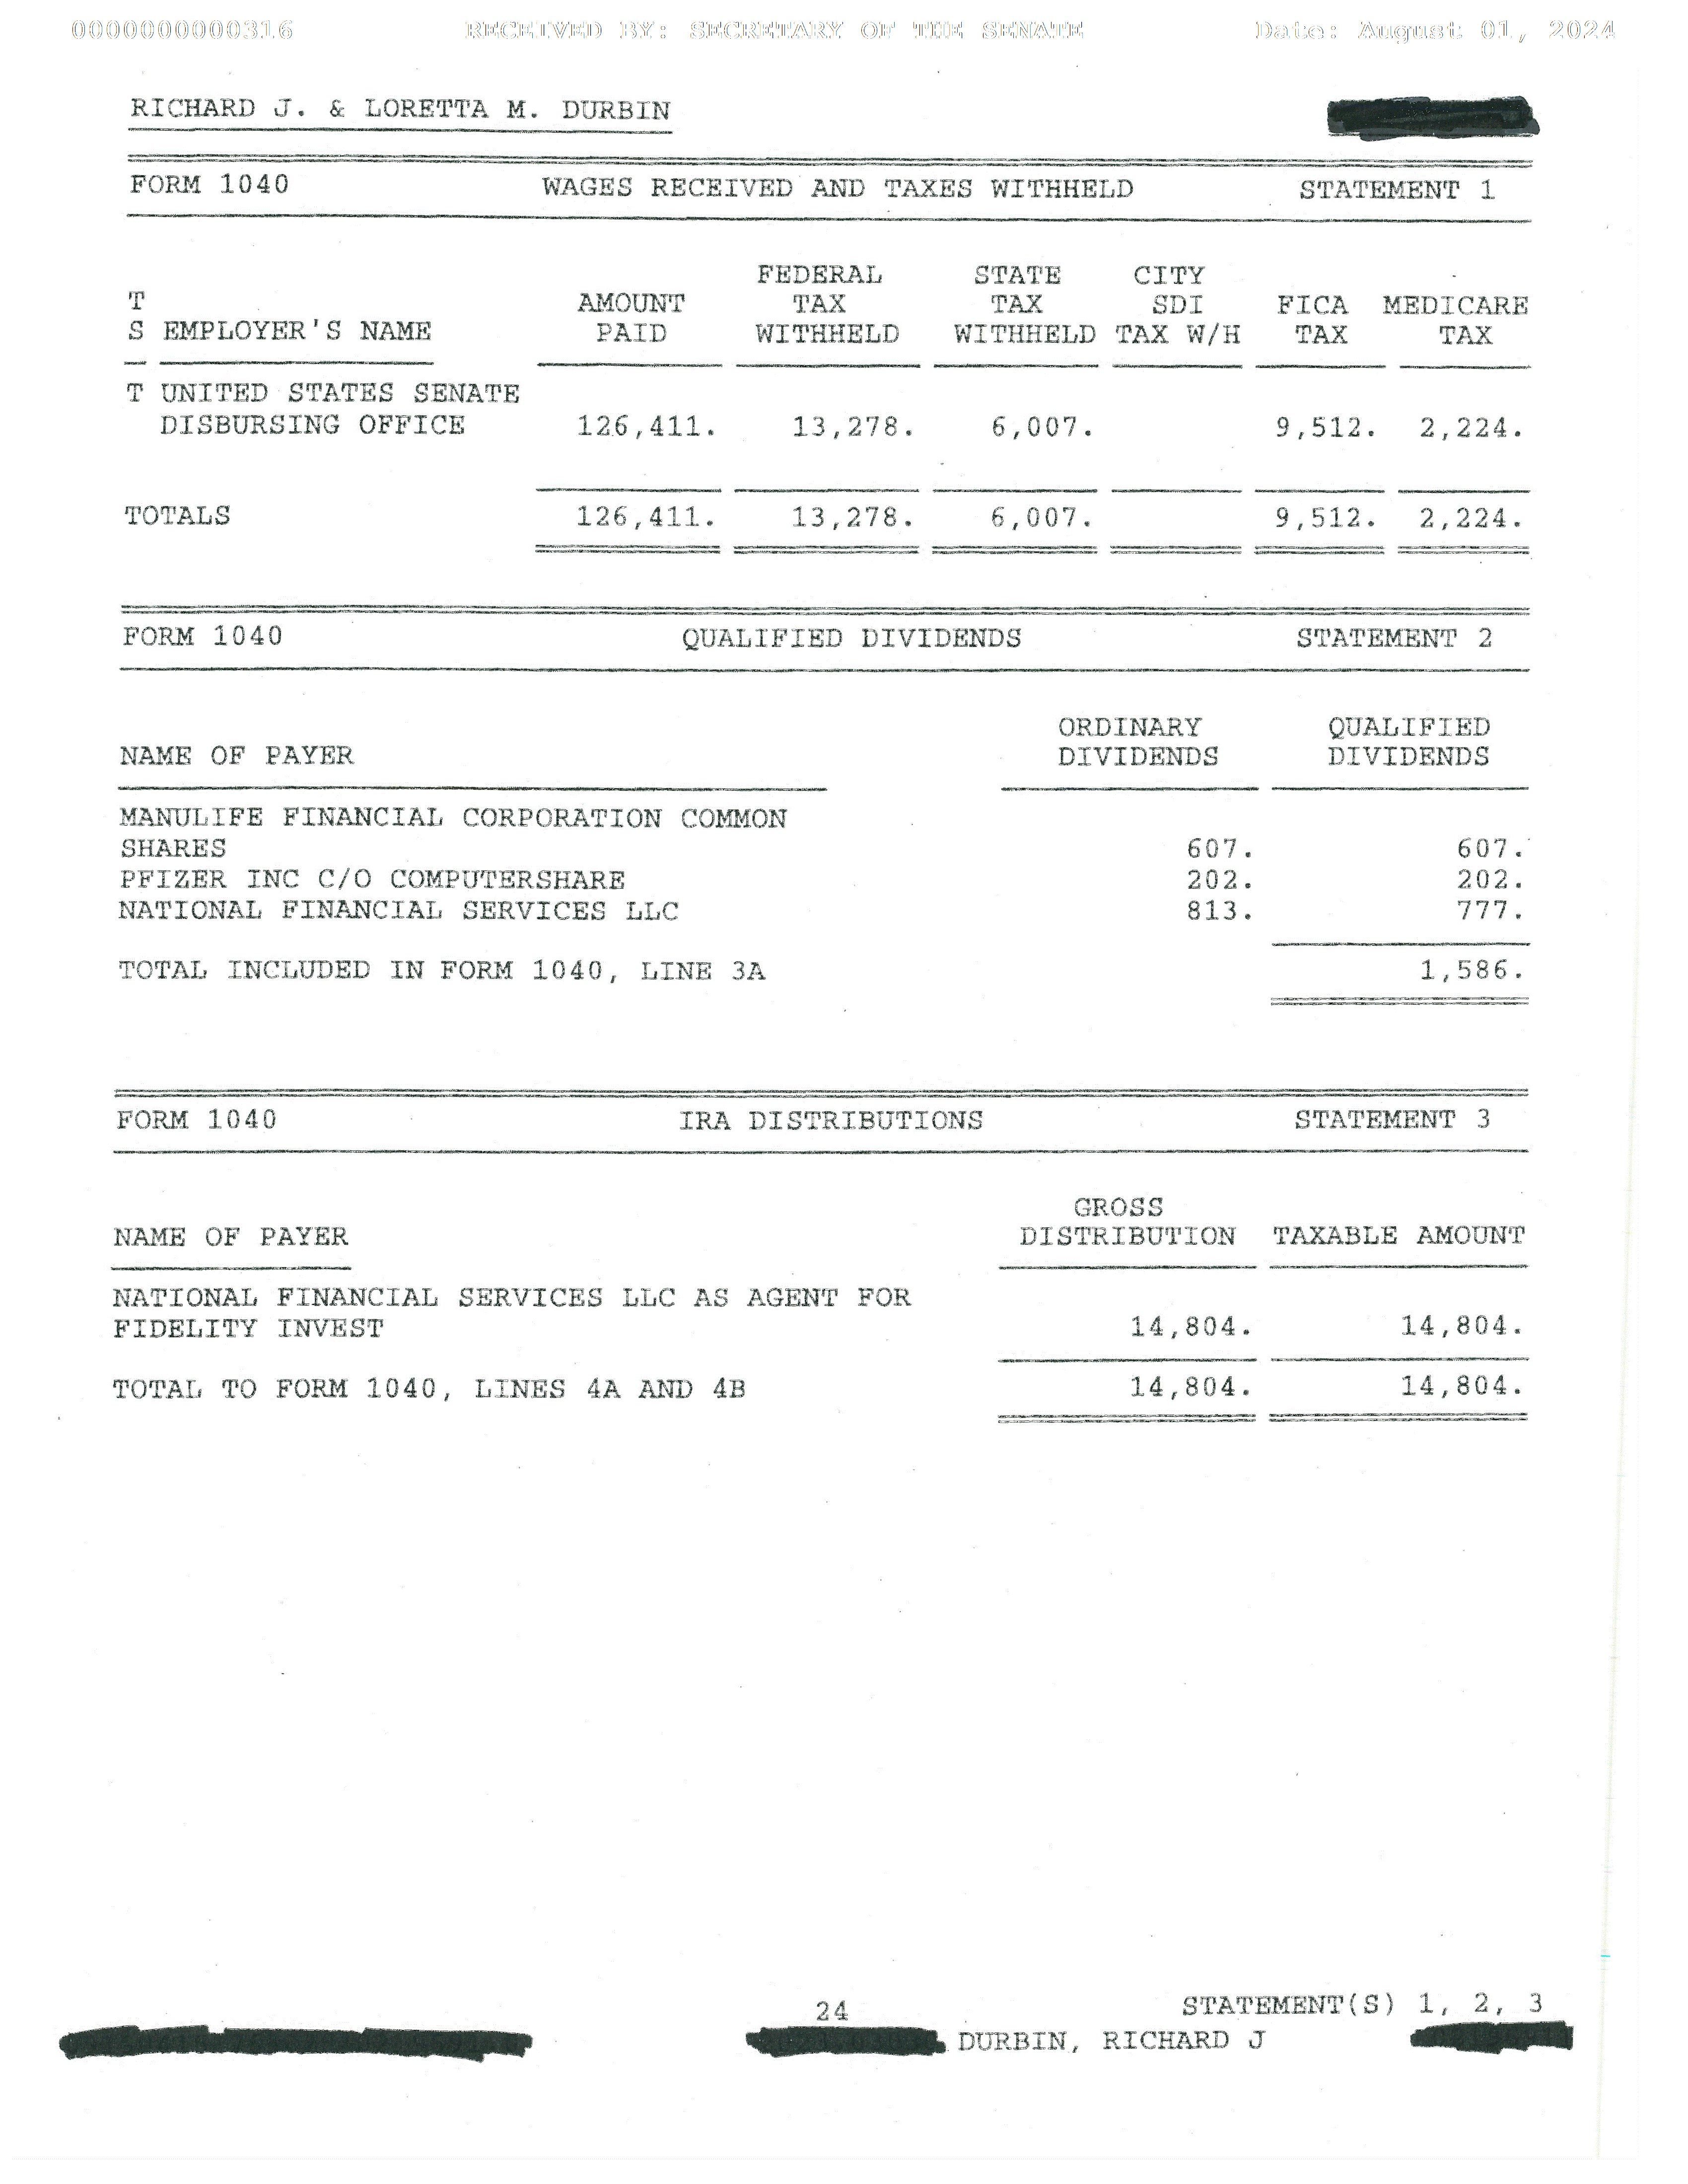 0000000000316 RECEIVED BY: SECRETARY OF THE SENATE Date: August 01, 2024
RICHARD J. & LORETTA M. DURBIN
FORM 1040 WAGES RECEIVED AND TAXES WITHHELD STATEMENT 1
FEDERAL STATE CITY
T AMOUNT TAX TAX SDI FICA MEDICARE
S EMPLOYER'S NAME PAID WITHHELD WITHHELD TAX W/H TAX TAX
T UNITED STATES SENATE
DISBURSING OFFICE 126,411. 13,278. 6,007. 9,512. 2,224.
TOTALS 126,411. 13,278. 6,007. 9,512. 2,224.
FORM 1040 QUALIFIED DIVIDENDS STATEMENT 2
ORDINARY QUALIFIED
NAME OF PAYER DIVIDENDS DIVIDENDS
MANULIFE FINANCIAL CORPORATION COMMON
SHARES 607. 607.
PFIZER INC C/O COMPUTERSHARE 202. 202.
NATIONAL FINANCIAL SERVICES LLC 813. 777.
TOTAL INCLUDED IN FORM 1040, LINE 3A 1,586.
FORM 1040 IRA DISTRIBUTIONS STATEMENT 3
GROSS
NAME OF PAYER DISTRIBUTION TAXABLE AMOUNT
NATIONAL FINANCIAL SERVICES LLC AS AGENT FOR
FIDELITY INVEST 14,804. 14,804.
TOTAL TO FORM 1040, LINES 4A AND 4B 14,804. 14,804.
24 STATEMENT(S) 1, 2, 3
DURBIN, RICHARD J